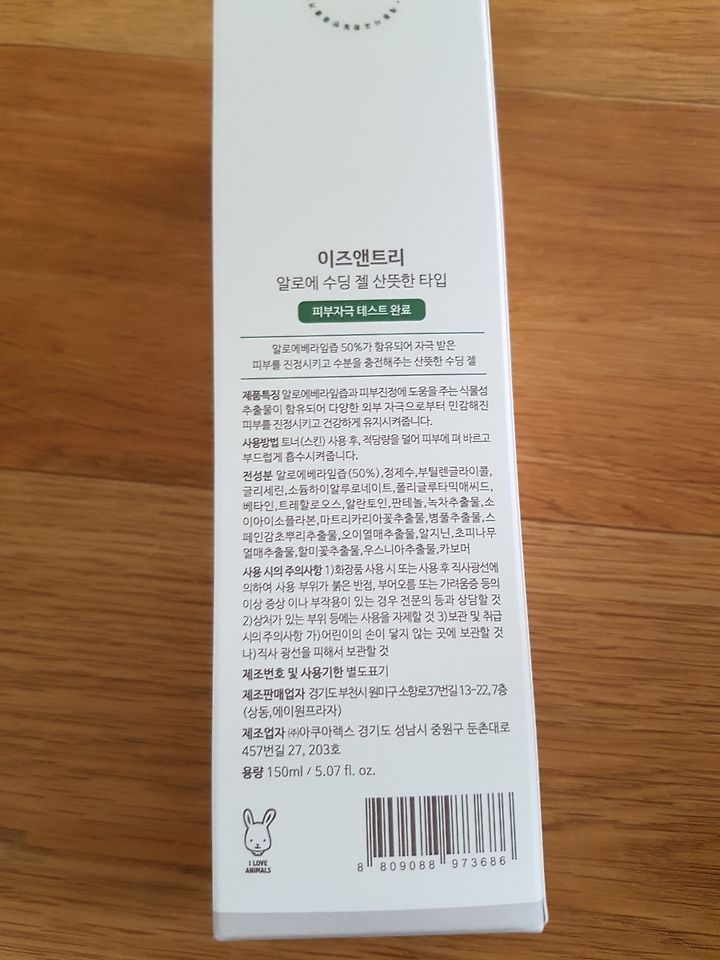 이즈앤트리
알로에 수딩 젤 산뜻한 타입
피부자극 테스트 완료
알로에베라잎즙 50%가 함유되어 자극 받은
피부를 진정시키고 수분을 충전해주는 산뜻한 수딩 젤
제품특징 알로에베라잎즙과 피부진정에 도움을 주는 식물성
추출물이 함유되어 다양한 외부 자극으로부터 민감해진
피부를 진정시키고 건강하게 유지시켜줍니다.
사용방법 토너(스킨) 사용 후, 적당량을 덜어 피부에 펴 바르고
부드럽게 흡수시켜줍니다.
전성분 알로에베라잎즙(50%),정제수,부틸렌글라이콜,
글리세린,소듐하이알루로네이트,폴리글루타믹애씨드,
베타인,트레할로오스,알란토인,판테놀,녹차추출물,소
이아이소플라본,마트리카리아꽃추출물,병풀추출물,스
페인감초뿌리추출물,오이열매추출물,알지닌,초피나무
열매추출물,할미꽃추출물,우스니아추출물,카보머
사용 시의 주의사항 1)화장품 사용 시 또는 사용 후 직사광선에
의하여 사용 부위가 붉은 반점, 부어오름 또는 가려움증 등의
이상 증상 이나 부작용이 있는 경우 전문의 등과 상담할 것
2)상처가 있는 부위 등에는 사용을 자제할 것 3)보관 및 취급
시의 주의사항 가)어린이의 손이 닿지 않는 곳에 보관할 것
나)직사 광선을 피해서 보관할 것
제조번호 및 사용기한 별도표기
제조판매업자 경기도 부천시 원미구 소향로37번길 13-22, 7층
(상동,에이원프라자)
제조업자 ㈜아쿠아렉스 경기도 성남시 중원구 둔촌대로
457번길 27, 203호
용량 150ml / 5.07 fl. oz.
I LOVE
ANIMALS
8 809088 973686